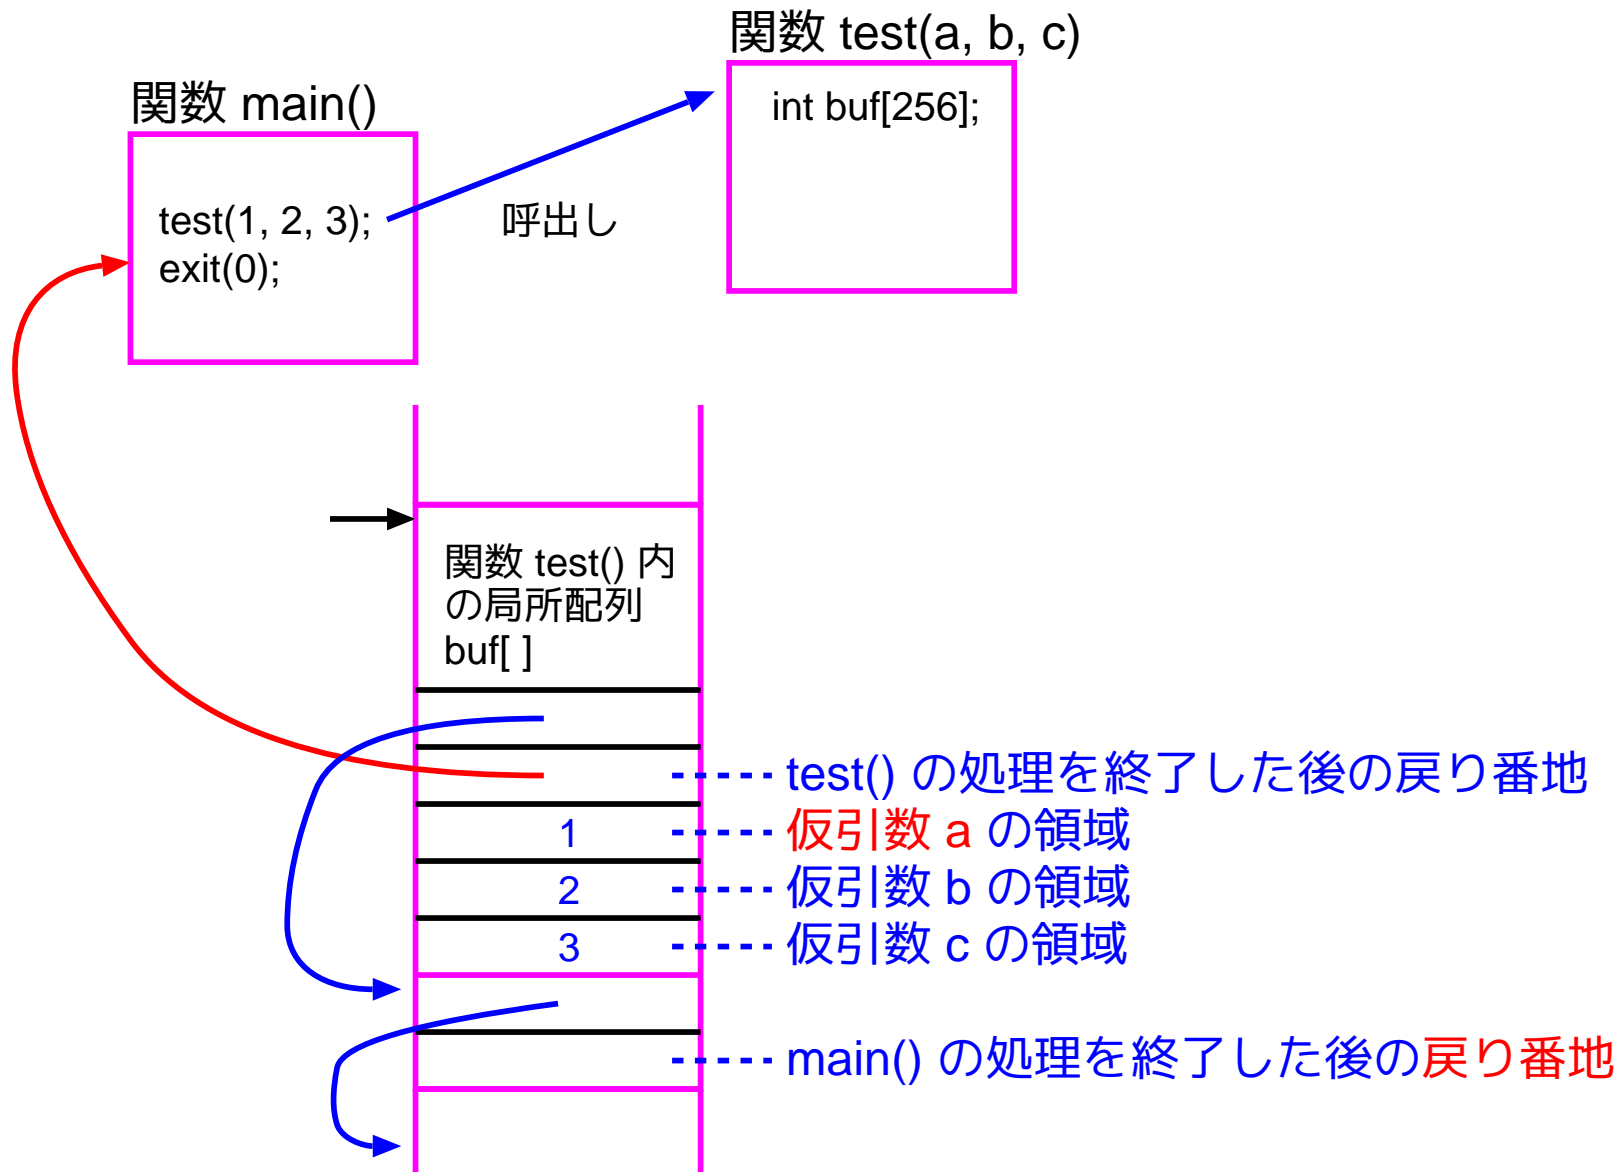 関数 test(a, b, c)
int buf[256];
関数 main()
test(1, 2, 3);
exit(0);
呼出し
関数 test() 内
の局所配列
buf[ ]
test() の処理を終了した後の戻り番地
1
仮引数 a の領域
2
仮引数 b の領域
3
仮引数 c の領域
main() の処理を終了した後の戻り番地